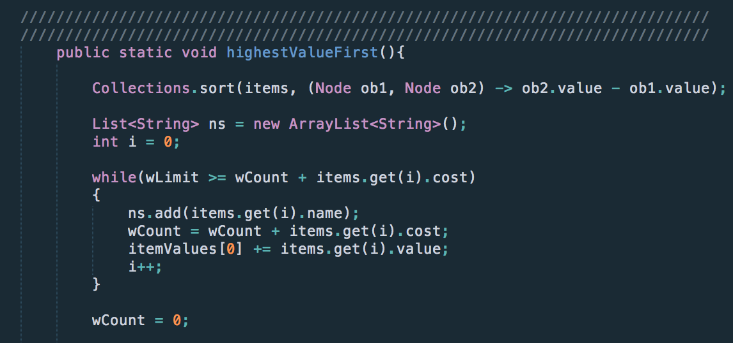 //////////////////////////////////////////////////////////////////////////////
//////////////////////////////////////////////////////////////////////////////
    public static void highestValueFirst(){
        Collections.sort(items, (Node ob1, Node ob2) -> ob2.value - ob1.value);
        List<String> ns = new ArrayList<String>();
        int i = 0;
        while(wLimit >= wCount + items.get(i).cost)
        {
            ns.add(items.get(i).name);
            wCount = wCount + items.get(i).cost;
            itemValues[0] += items.get(i).value;
            i++;
        }
        wCount = 0;